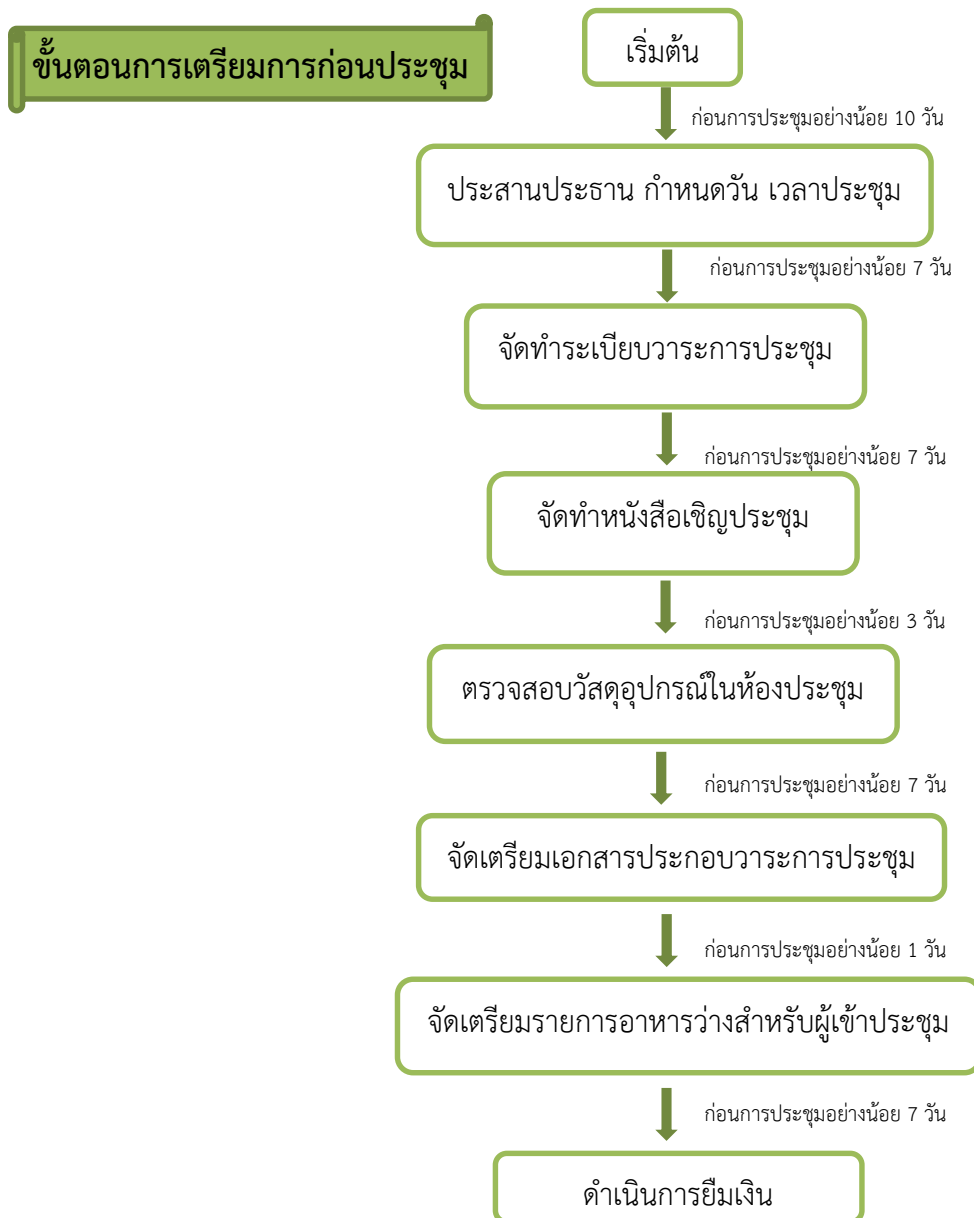 ขั้นตอนการเตรียมการก่อนประชุม
เริ่มต้น
ก่อนการประชุมอย่างน้อย 10 วัน
ประสานประธาน กำหนดวัน เวลาประชุม
ก่อนการประชุมอย่างน้อย 7 วัน
จัดทำระเบียบวาระการประชุม
ก่อนการประชุมอย่างน้อย 7 วัน
จัดทำหนังสือเชิญประชุม
ก่อนการประชุมอย่างน้อย 3 วัน
ตรวจสอบวัสดุอุปกรณ์ในห้องประชุม
ก่อนการประชุมอย่างน้อย 7 วัน
จัดเตรียมเอกสารประกอบวาระการประชุม
ก่อนการประชุมอย่างน้อย 1 วัน
จัดเตรียมรายการอาหารว่างสำหรับผู้เข้าประชุม
ก่อนการประชุมอย่างน้อย 7 วัน
ดำเนินการยืมเงิน